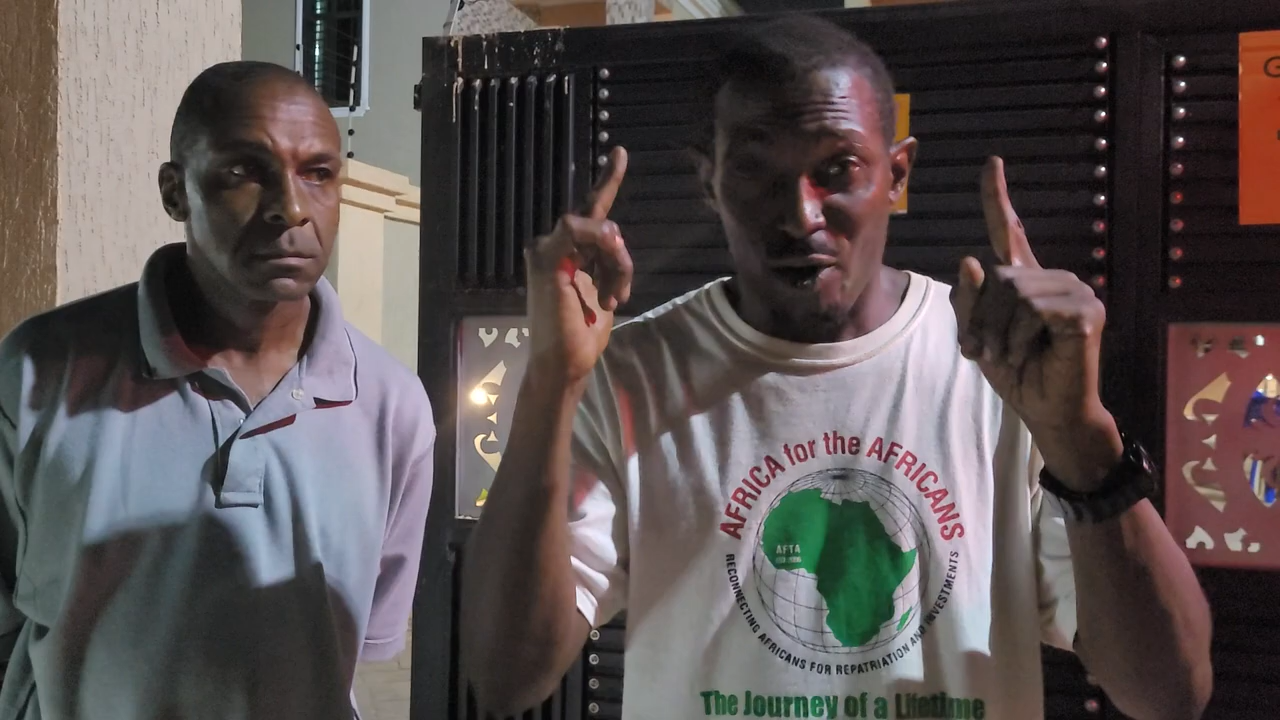 AFRICA for the AFRICANS
AFTA
RECONNECTING AFRICANS FOR REPATRIATION AND INVESTMENTS
The Journey of a Lifetime
G